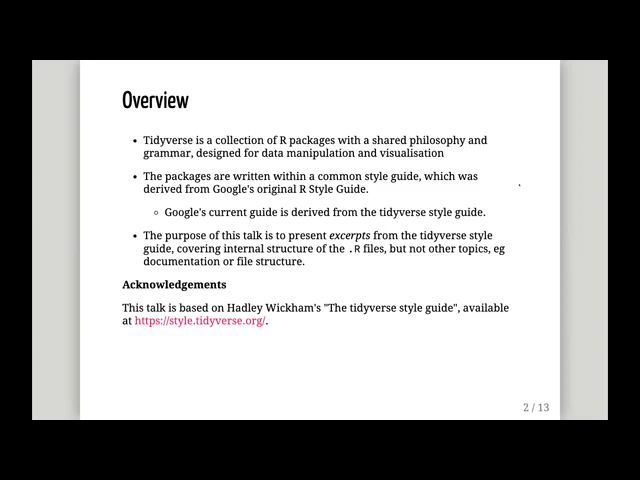 Overview
Tidyverse is a collection of R packages with a shared philosophy and
grammar, designed for data manipulation and visualisation
The packages are written within a common style guide, which was
derived from Google's original R Style Guide.
Google's current guide is derived from the tidyverse style guide.
The purpose of this talk is to present excerpts from the tidyverse style
guide, covering internal structure of the .R files, but not other topics, eg
documentation or file structure.
Acknowledgements
This talk is based on Hadley Wickham's "The tidyverse style guide", available
at https://style.tidyverse.org/.
2 / 13